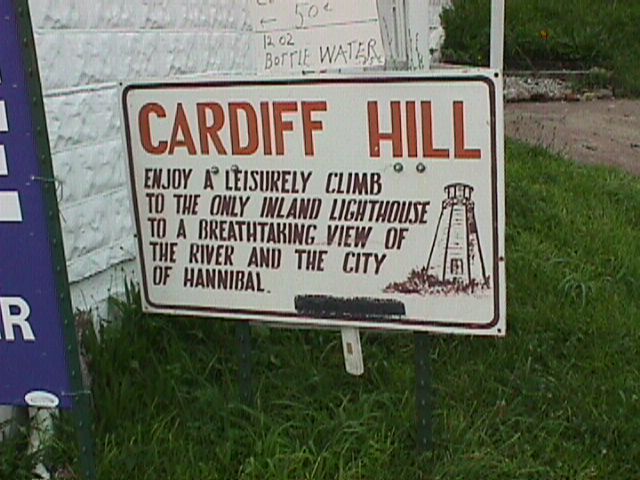 50¢
12 OZ
BOTTLE WATER
CARDIFF HILL
ENJOY A LEISURELY CLIMB
TO THE ONLY INLAND LIGHTHOUSE
TO A BREATHTAKING VIEW OF
THE RIVER AND THE CITY
OF HANNIBAL.
R